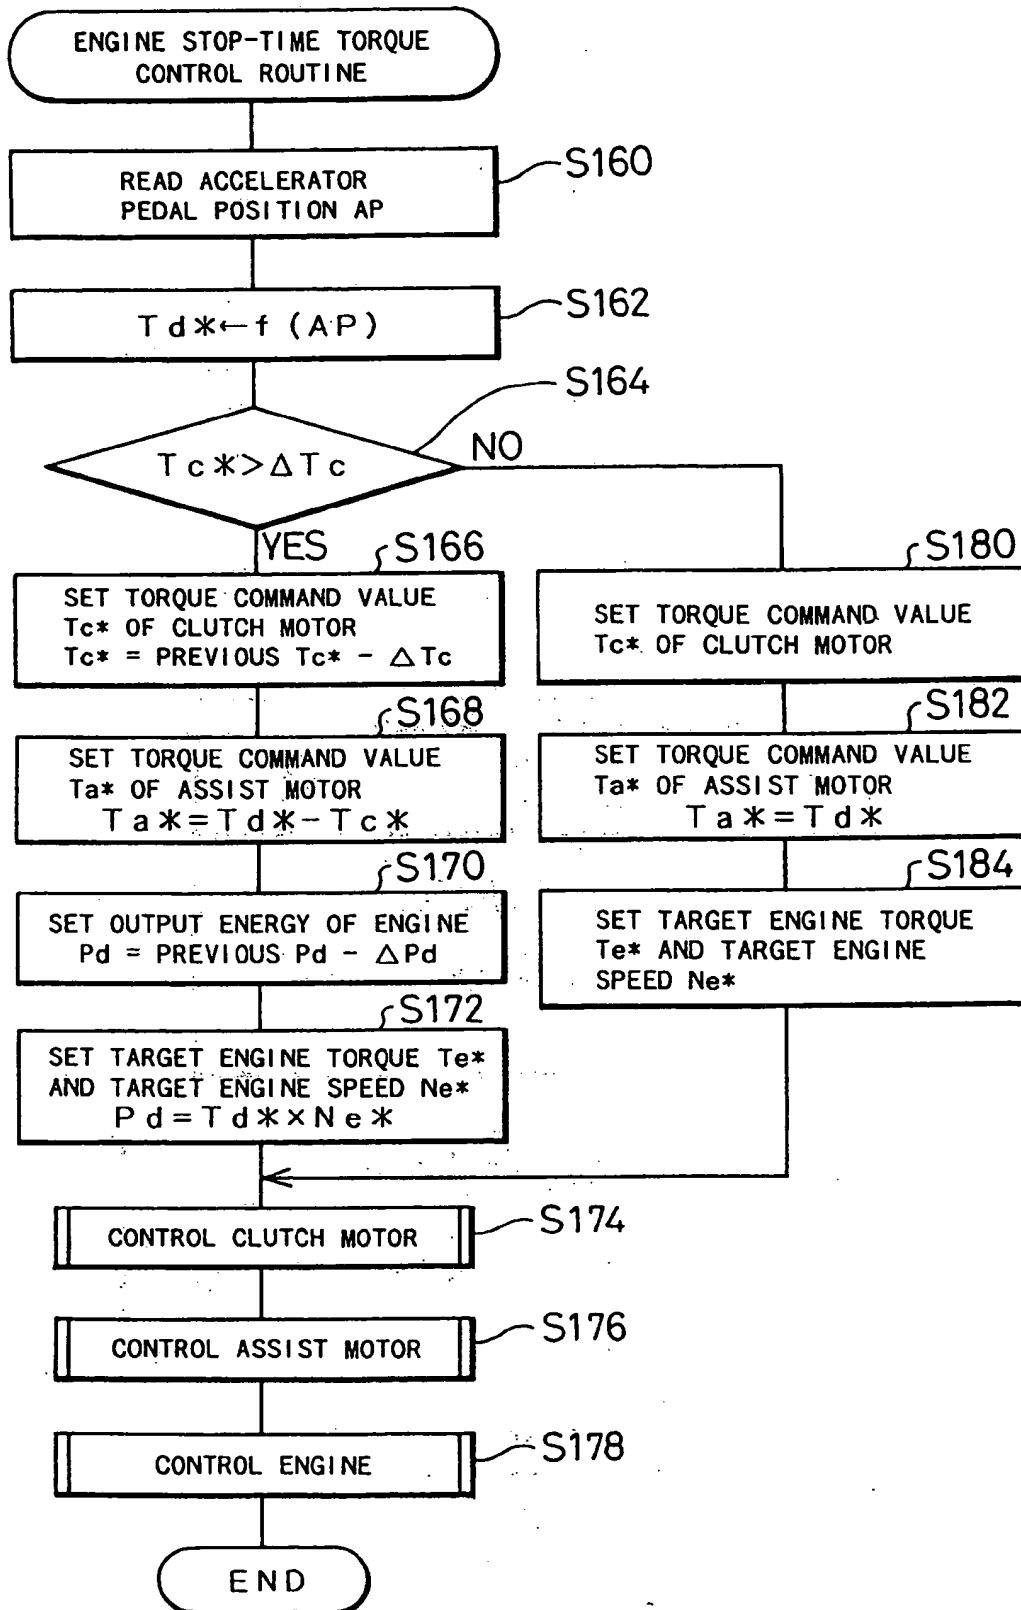 ENGINE STOP-TIME TORQUE
CONTROL ROUTINE
S160
READ ACCELERATOR
PEDAL POSITION AP
S162
Td*←f (AP)
S164
Tc*>ΔTc
NO
YES
S166
SET TORQUE COMMAND VALUE
Tc* OF CLUTCH MOTOR
Tc* = PREVIOUS Tc* - ΔTc
S168
SET TORQUE COMMAND VALUE
Ta* OF ASSIST MOTOR
Ta*=Td*-Tc*
S170
SET OUTPUT ENERGY OF ENGINE
Pd = PREVIOUS Pd - ΔPd
S172
SET TARGET ENGINE TORQUE Te*
AND TARGET ENGINE SPEED Ne*
Pd=Td*×Ne*
S180
SET TORQUE COMMAND VALUE
Tc* OF CLUTCH MOTOR
S182
SET TORQUE COMMAND VALUE
Ta* OF ASSIST MOTOR
Ta*=Td*
S184
SET TARGET ENGINE TORQUE
Te* AND TARGET ENGINE
SPEED Ne*
CONTROL CLUTCH MOTOR
S174
CONTROL ASSIST MOTOR
S176
CONTROL ENGINE
S178
END